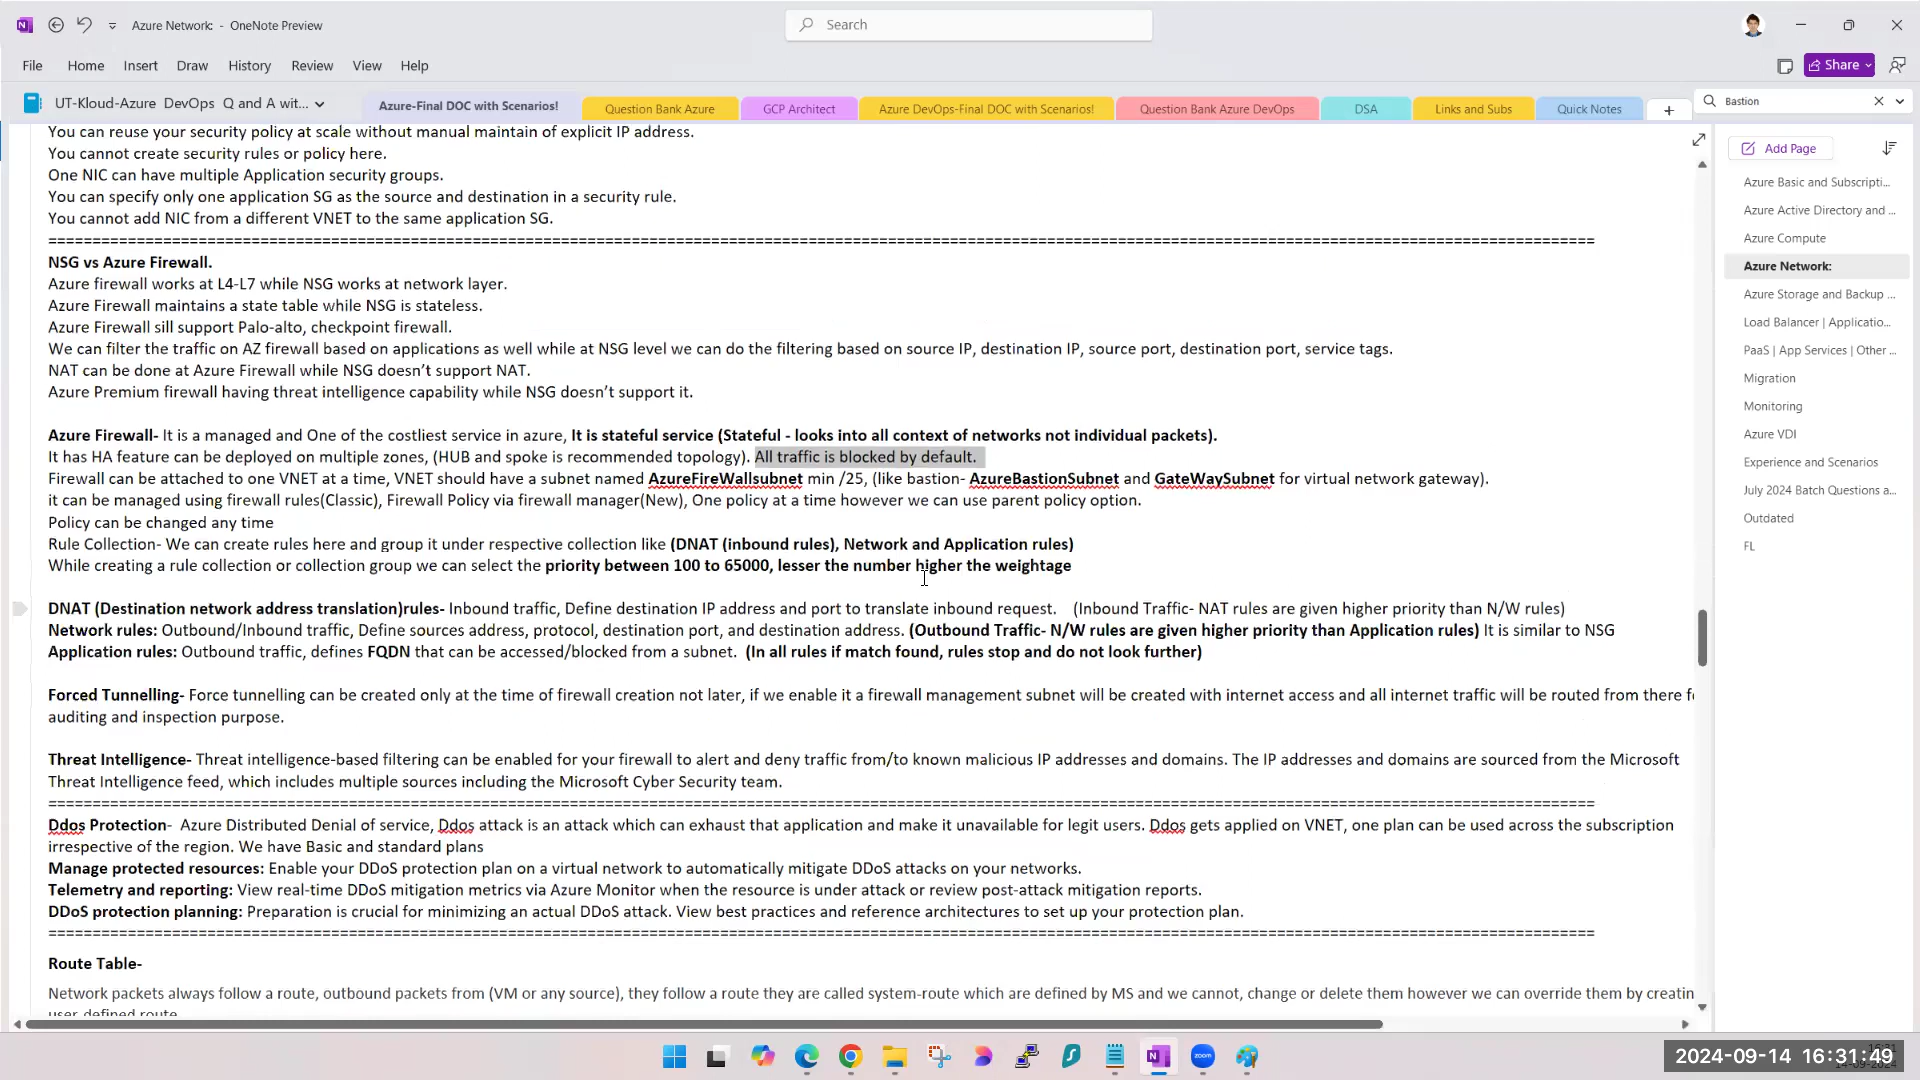 Azure Network: - OneNote Preview
Search
File Home Insert Draw History Review View Help
Share
UT-Kloud-Azure DevOps Q and A wit...
Azure-Final DOC with Scenarios!
Question Bank Azure
GCP Architect
Azure DevOps-Final DOC with Scenarios!
Question Bank Azure DevOps
DSA
Links and Subs
Quick Notes
Bastion
You can reuse your security policy at scale without manual maintain of explicit IP address.
You cannot create security rules or policy here.
One NIC can have multiple Application security groups.
You can specify only one application SG as the source and destination in a security rule.
You cannot add NIC from a different VNET to the same application SG.
NSG vs Azure Firewall.
Azure firewall works at L4-L7 while NSG works at network layer.
Azure Firewall maintains a state table while NSG is stateless.
Azure Firewall sill support Palo-alto, checkpoint firewall.
We can filter the traffic on AZ firewall based on applications as well while at NSG level we can do the filtering based on source IP, destination IP, source port, destination port, service tags.
NAT can be done at Azure Firewall while NSG doesn't support NAT.
Azure Premium firewall having threat intelligence capability while NSG doesn't support it.
Azure Firewall- It is a managed and One of the costliest service in azure, It is stateful service (Stateful - looks into all context of networks not individual packets).
It has HA feature can be deployed on multiple zones, (HUB and spoke is recommended topology). All traffic is blocked by default.
Firewall can be attached to one VNET at a time, VNET should have a subnet named AzureFireWallsubnet min /25, (like bastion- AzureBastionSubnet and GateWaySubnet for virtual network gateway).
it can be managed using firewall rules(Classic), Firewall Policy via firewall manager(New), One policy at a time however we can use parent policy option.
Policy can be changed any time
Rule Collection- We can create rules here and group it under respective collection like (DNAT (inbound rules), Network and Application rules)
While creating a rule collection or collection group we can select the priority between 100 to 65000, lesser the number higher the weightage
DNAT (Destination network address translation)rules- Inbound traffic, Define destination IP address and port to translate inbound request. (Inbound Traffic- NAT rules are given higher priority than N/W rules)
Network rules: Outbound/Inbound traffic, Define sources address, protocol, destination port, and destination address. (Outbound Traffic- N/W rules are given higher priority than Application rules) It is similar to NSG
Application rules: Outbound traffic, defines FQDN that can be accessed/blocked from a subnet. (In all rules if match found, rules stop and do not look further)
Forced Tunnelling- Force tunnelling can be created only at the time of firewall creation not later, if we enable it a firewall management subnet will be created with internet access and all internet traffic will be routed from there
auditing and inspection purpose.
Threat Intelligence- Threat intelligence-based filtering can be enabled for your firewall to alert and deny traffic from/to known malicious IP addresses and domains. The IP addresses and domains are sourced from the Microsoft
Threat Intelligence feed, which includes multiple sources including the Microsoft Cyber Security team.
Ddos Protection- Azure Distributed Denial of service, Ddos attack is an attack which can exhaust that application and make it unavailable for legit users. Ddos gets applied on VNET, one plan can be used across the subscription
irrespective of the region. We have Basic and standard plans
Manage protected resources: Enable your DDoS protection plan on a virtual network to automatically mitigate DDoS attacks on your networks.
Telemetry and reporting: View real-time DDoS mitigation metrics via Azure Monitor when the resource is under attack or review post-attack mitigation reports.
DDoS protection planning: Preparation is crucial for minimizing an actual DDoS attack. View best practices and reference architectures to set up your protection plan.
Route Table-
Network packets always follow a route, outbound packets from (VM or any source), they follow a route they are called system-route which are defined by MS and we cannot, change or delete them however we can override them by creatin
user-defined route
Add Page
Azure Basic and Subscripti...
Azure Active Directory and ...
Azure Compute
Azure Network:
Azure Storage and Backup ...
Load Balancer | Applicatio...
PaaS | App Services | Other ...
Migration
Monitoring
Azure VDI
Experience and Scenarios
July 2024 Batch Questions a...
Outdated
FL
zoom
2024-09-14 16:31:49